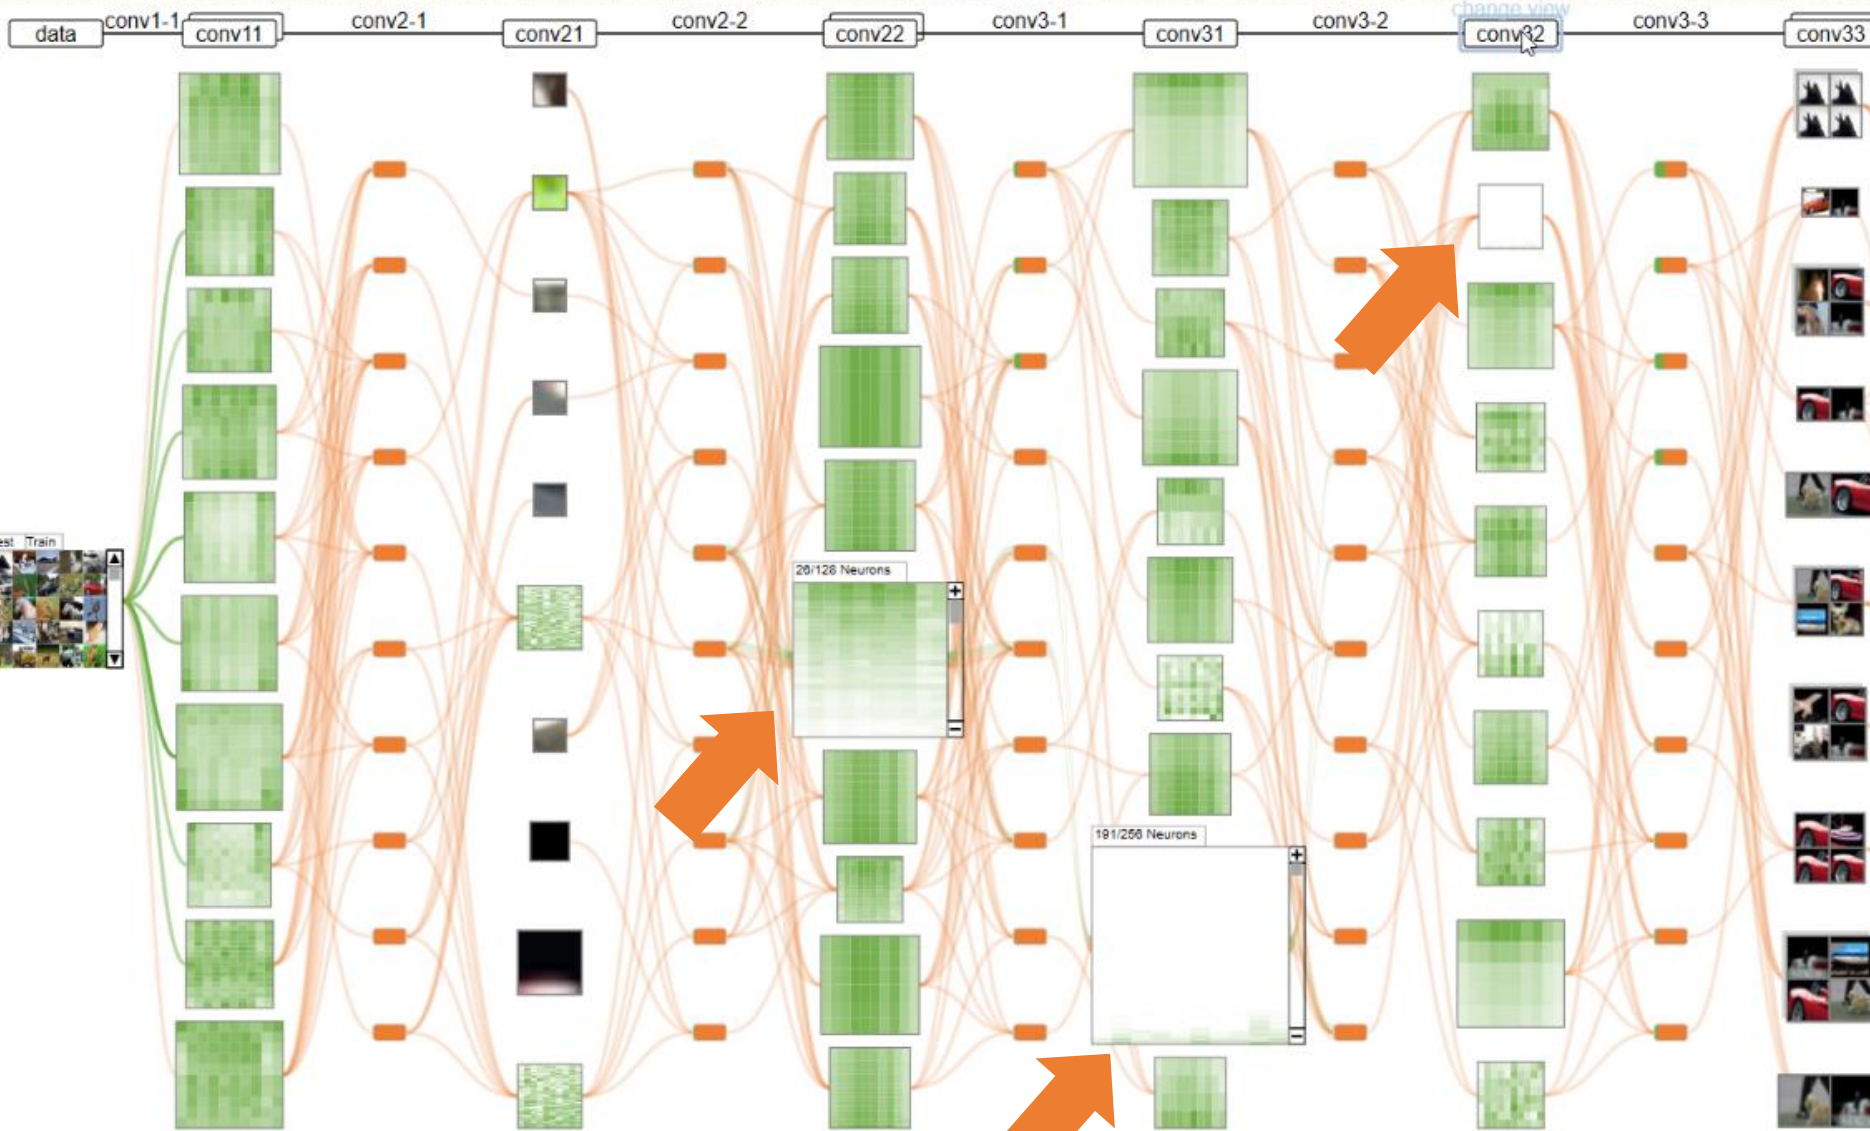 change view
conv1-1 conv2-1 conv2-2 conv3-1 conv3-2 conv3-3
data conv11 conv21 conv22 conv31 conv32 conv33
est Train
26/128 Neurons
+
−
191/256 Neurons
+
−